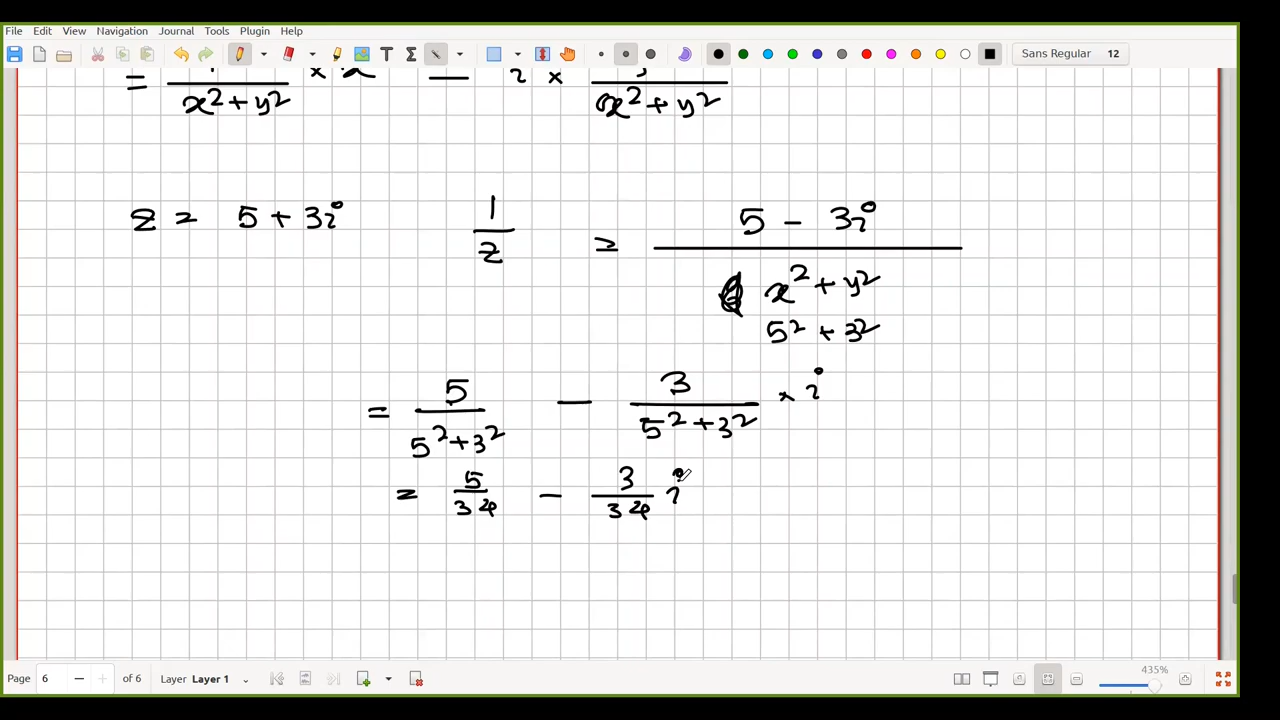 File Edit View Navigation Journal Tools Plugin Help
Sans Regular 12
= / x²+y² × x — i × / x²+y²
z = 5 + 3i 1/z = 5 - 3i / x² + y²
5² + 3²
= 5 / 5²+3² — 3 / 5²+3² × i
= 5/34 — 3/34 i
Page 6 of 6 Layer Layer 1 435%